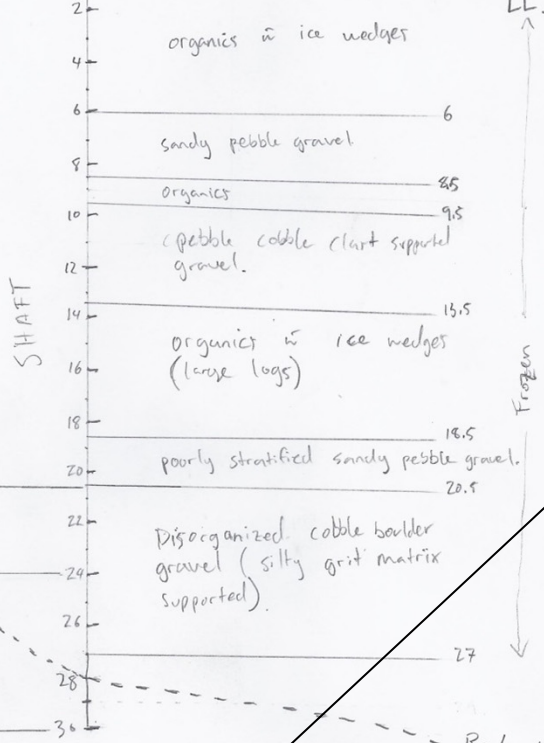 2
organics w̄ ice wedges
4
6
6
sandy pebble gravel
8
8.5
organics
9.5
10
pebble cobble clast supported
gravel.
12
13.5
14
SHAFT
organics w̄ ice wedges
(large logs)
16
Frozen
18
18.5
poorly stratified sandy pebble gravel.
20
20.5
22
Disorganized cobble boulder
gravel (silty grit matrix
supported).
24
26
27
28
30